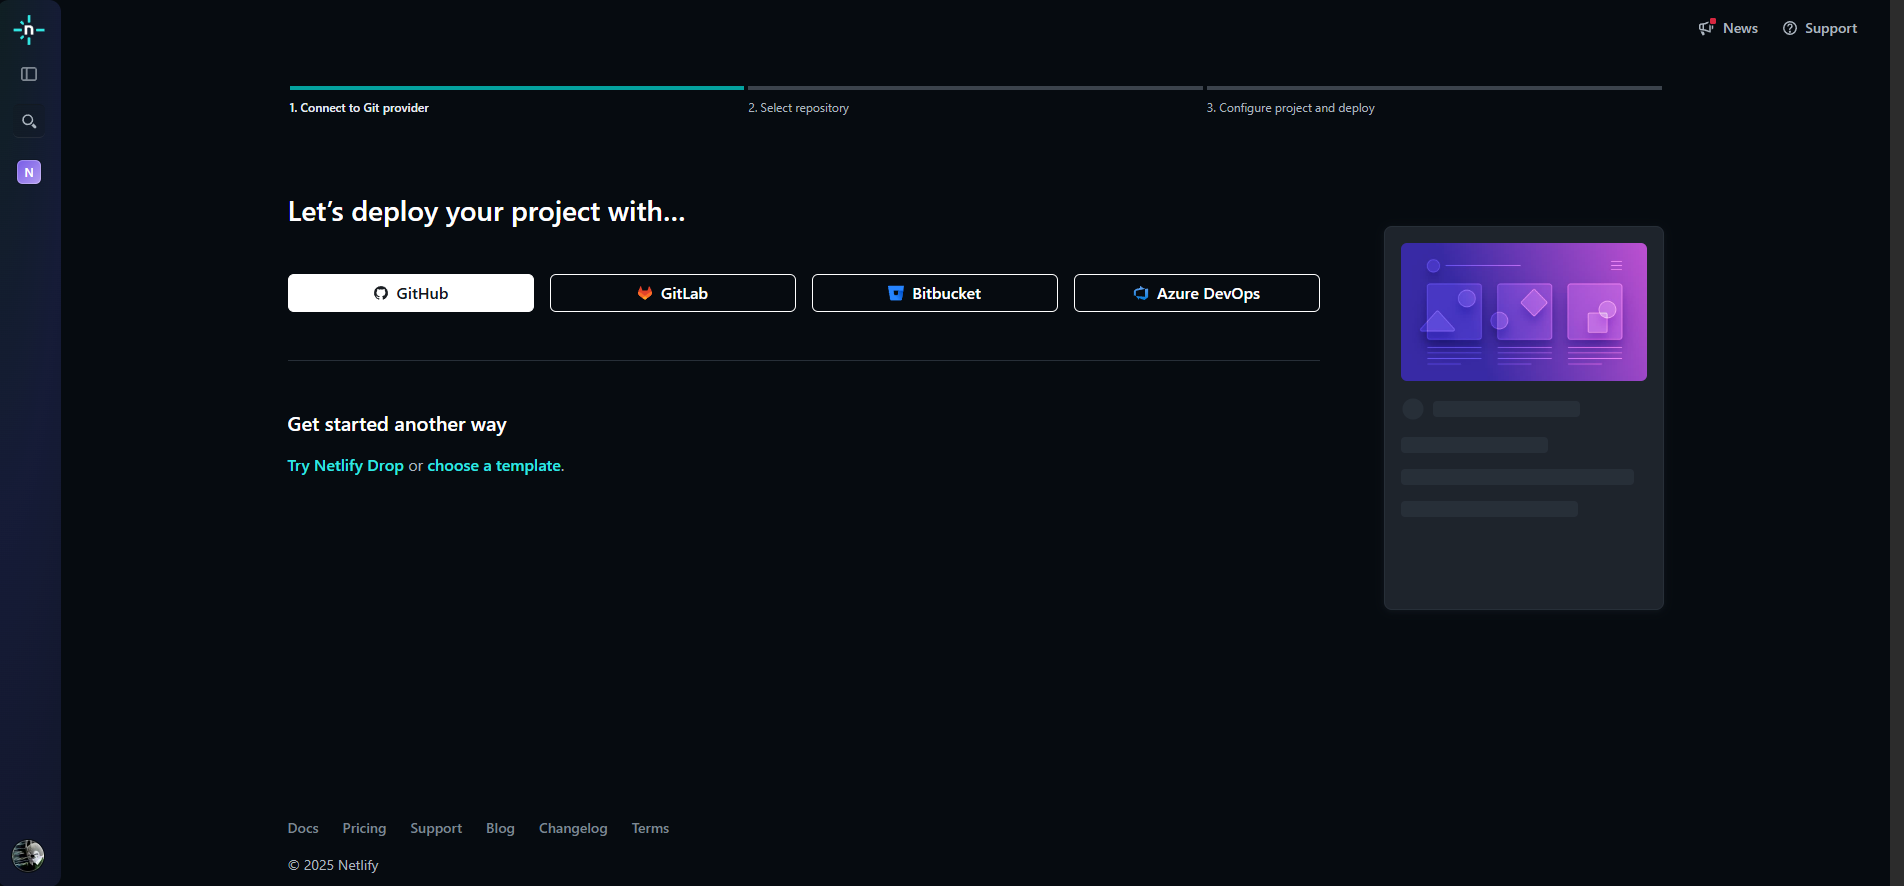 n
News
Support
1. Connect to Git provider
2. Select repository
3. Configure project and deploy
N
Let’s deploy your project with…
GitHub
GitLab
Bitbucket
Azure DevOps
Get started another way
Try Netlify Drop or choose a template.
Docs
Pricing
Support
Blog
Changelog
Terms
© 2025 Netlify